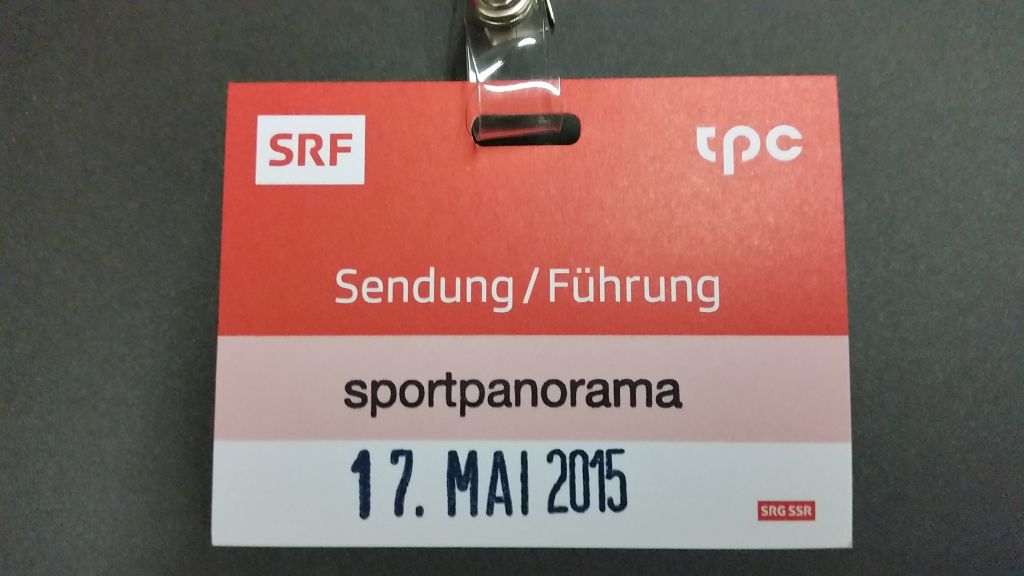 SRF
tpc
Sendung / Führung
sportpanorama
17. MAI 2015
SRG SSR